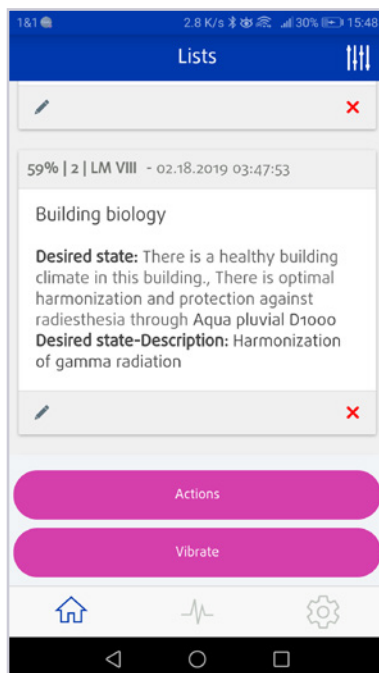 1&1 2.8 K/s 30% 15:48
Lists
59% | 2 | LM VIII - 02.18.2019 03:47:53
Building biology
Desired state: There is a healthy building
climate in this building., There is optimal
harmonization and protection against
radiesthesia through Aqua pluvial D1000
Desired state-Description: Harmonization
of gamma radiation
Actions
Vibrate